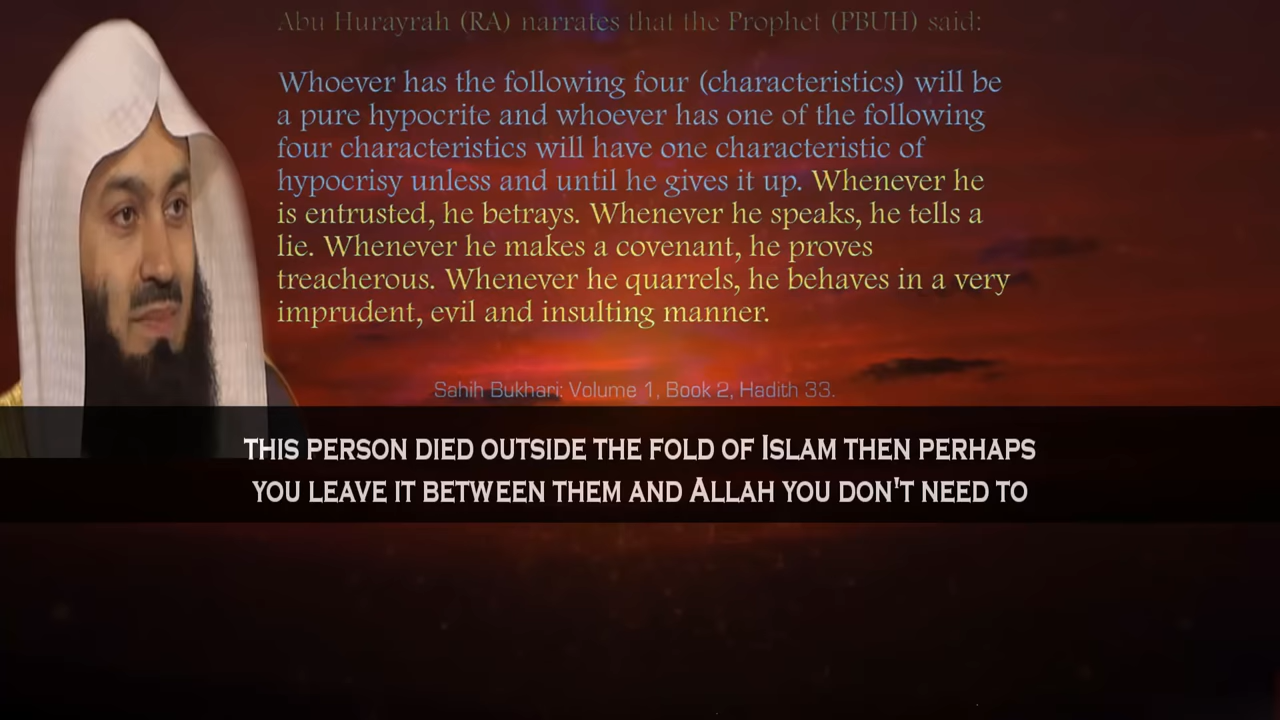 Abu Hurayrah (RA) narrates that the Prophet (PBUH) said:
Whoever has the following four (characteristics) will be
a pure hypocrite and whoever has one of the following
four characteristics will have one characteristic of
hypocrisy unless and until he gives it up. Whenever he
is entrusted, he betrays. Whenever he speaks, he tells a
lie. Whenever he makes a covenant, he proves
treacherous. Whenever he quarrels, he behaves in a very
imprudent, evil and insulting manner.
Sahih Bukhari: Volume 1, Book 2, Hadith 33.
THIS PERSON DIED OUTSIDE THE FOLD OF ISLAM THEN PERHAPS
YOU LEAVE IT BETWEEN THEM AND ALLAH YOU DON'T NEED TO